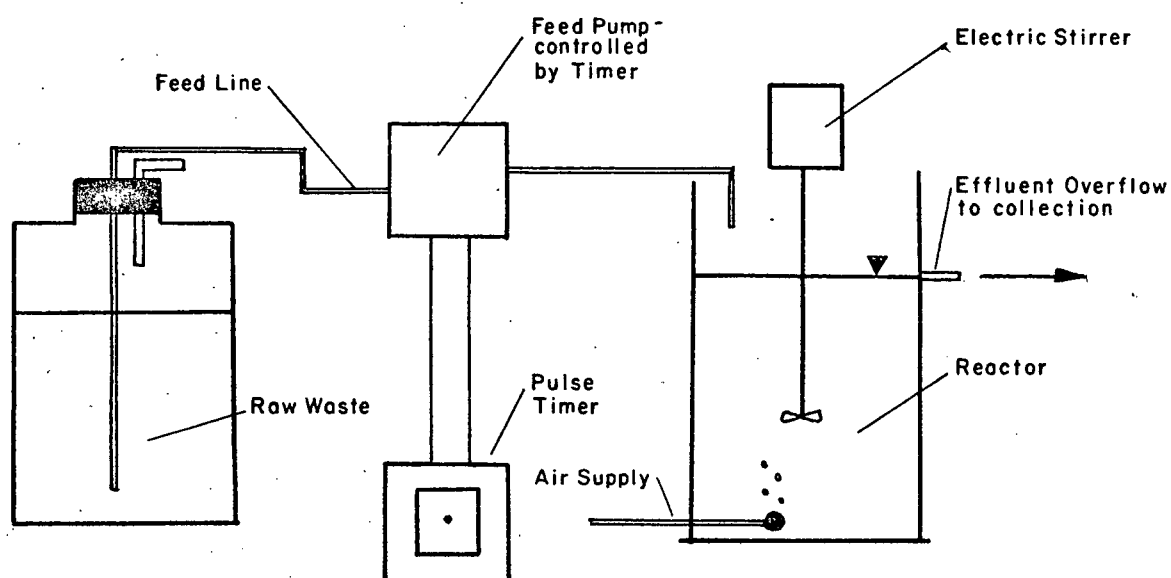 Feed Pump-
controlled
by Timer
Electric Stirrer
Feed Line
Effluent Overflow
to collection
Raw Waste
Pulse
Timer
Reactor
Air Supply